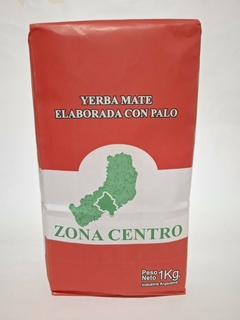 YERBA MATE
ELABORADA CON PALO
ZONA CENTRO
Peso
Neto 1Kg.
Industria Argentina